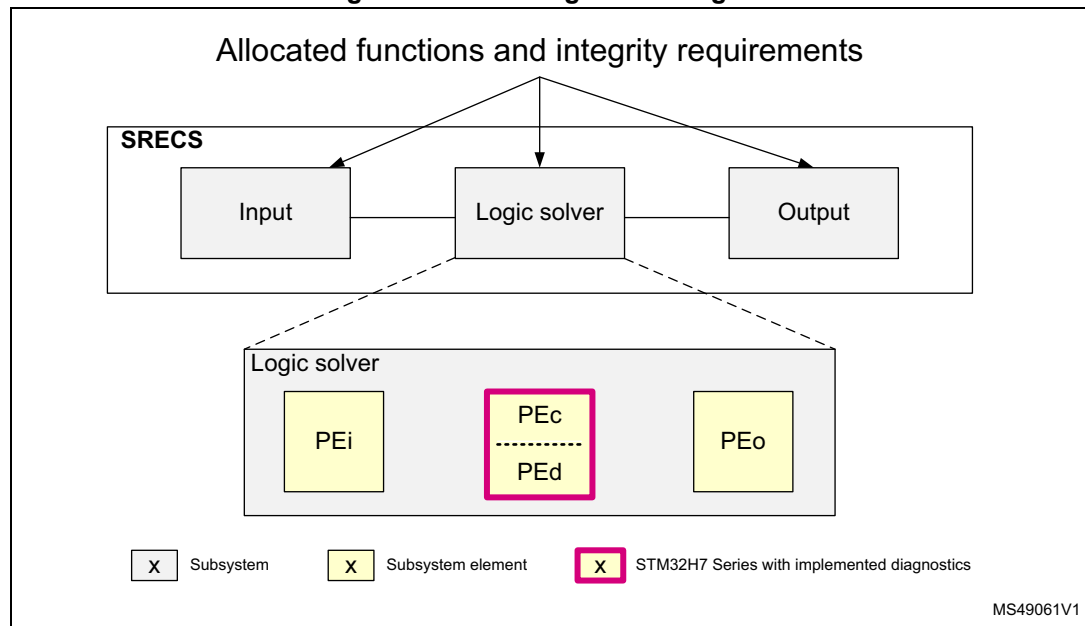 Allocated functions and integrity requirements
SRECS
Input
Logic solver
Output
Logic solver
PEi
PEc
PEd
PEo
X Subsystem
X Subsystem element
X STM32H7 Series with implemented diagnostics
MS49061V1